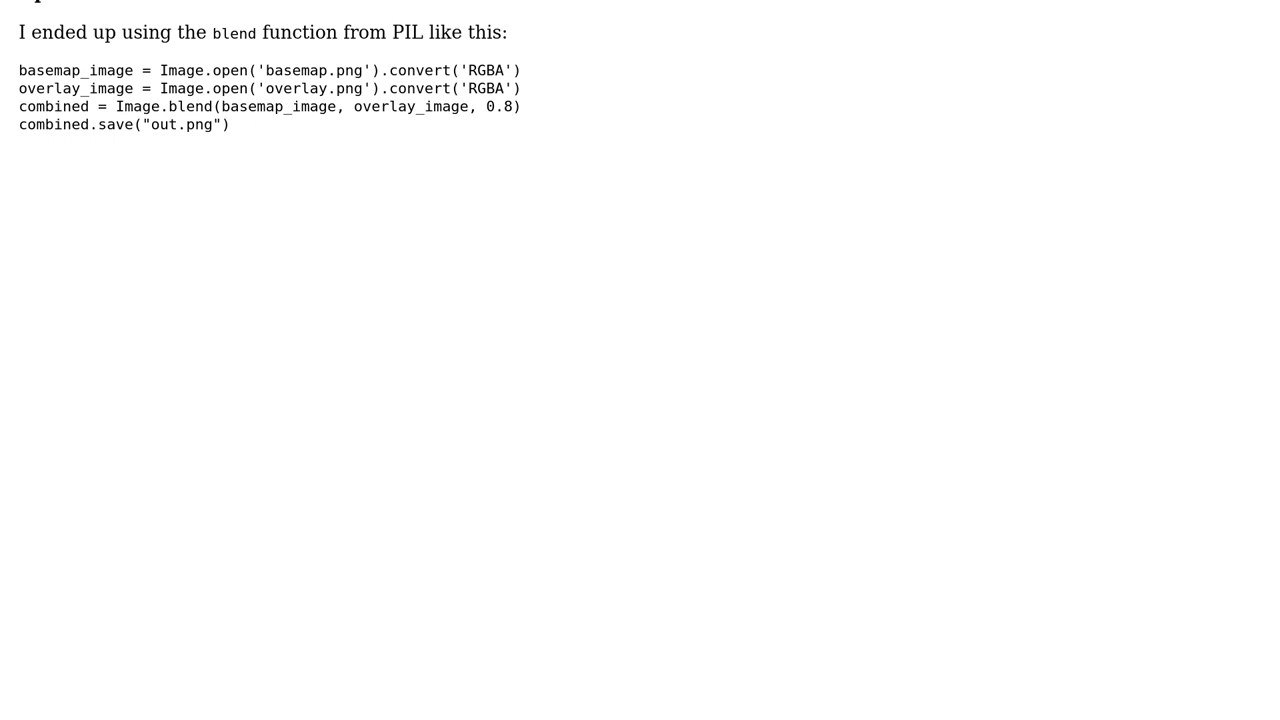 I ended up using the blend function from PIL like this:
basemap_image = Image.open('basemap.png').convert('RGBA')
overlay_image = Image.open('overlay.png').convert('RGBA')
combined = Image.blend(basemap_image, overlay_image, 0.8)
combined.save("out.png")